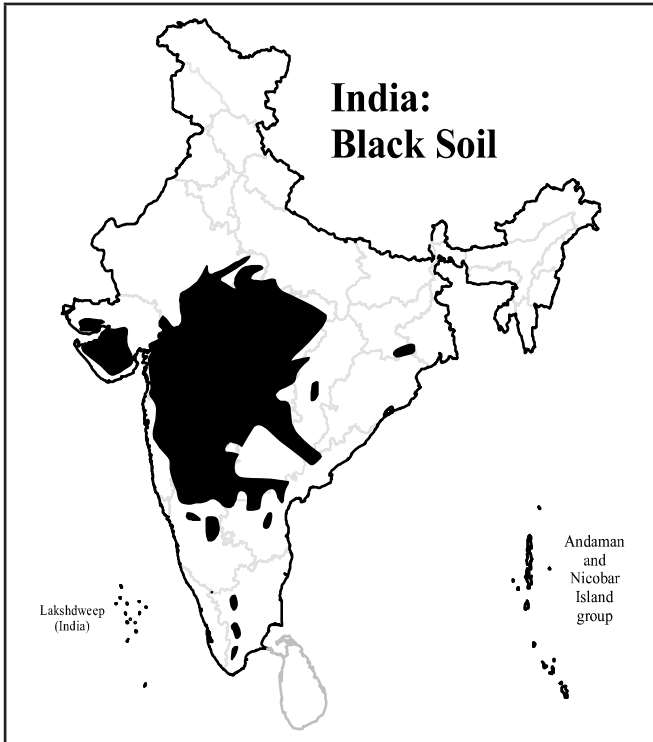 India:
Black Soil
Andaman
and
Nicobar
Island
group
Lakshdweep
(India)